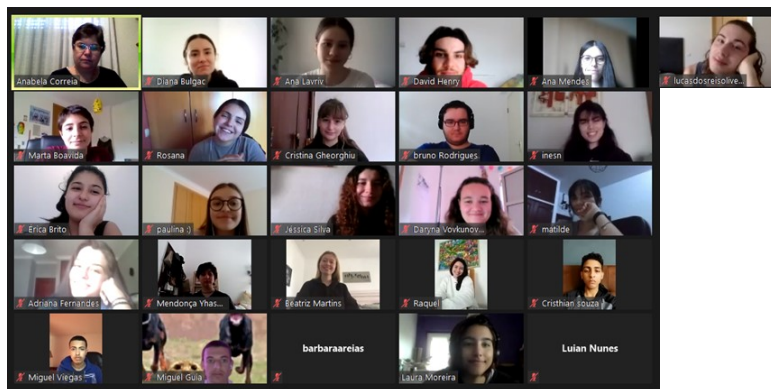 Anabela Correia
Diana Bulgac
Ana Lavriv
David Henry
Ana Mendes
lucasdosreisolive...
Marta Boavida
Rosana
Cristina Gheorghiu
bruno Rodrigues
inesn
Érica Brito
paulina :)
Jéssica Silva
Daryna Vovkunov...
matilde
Adriana Fernandes
Mendonça Yhas...
Beatriz Martins
Raquel
Cristhian souza
Miguel Viegas
Miguel Guia
barbaraareias
Laura Moreira
Luian Nunes